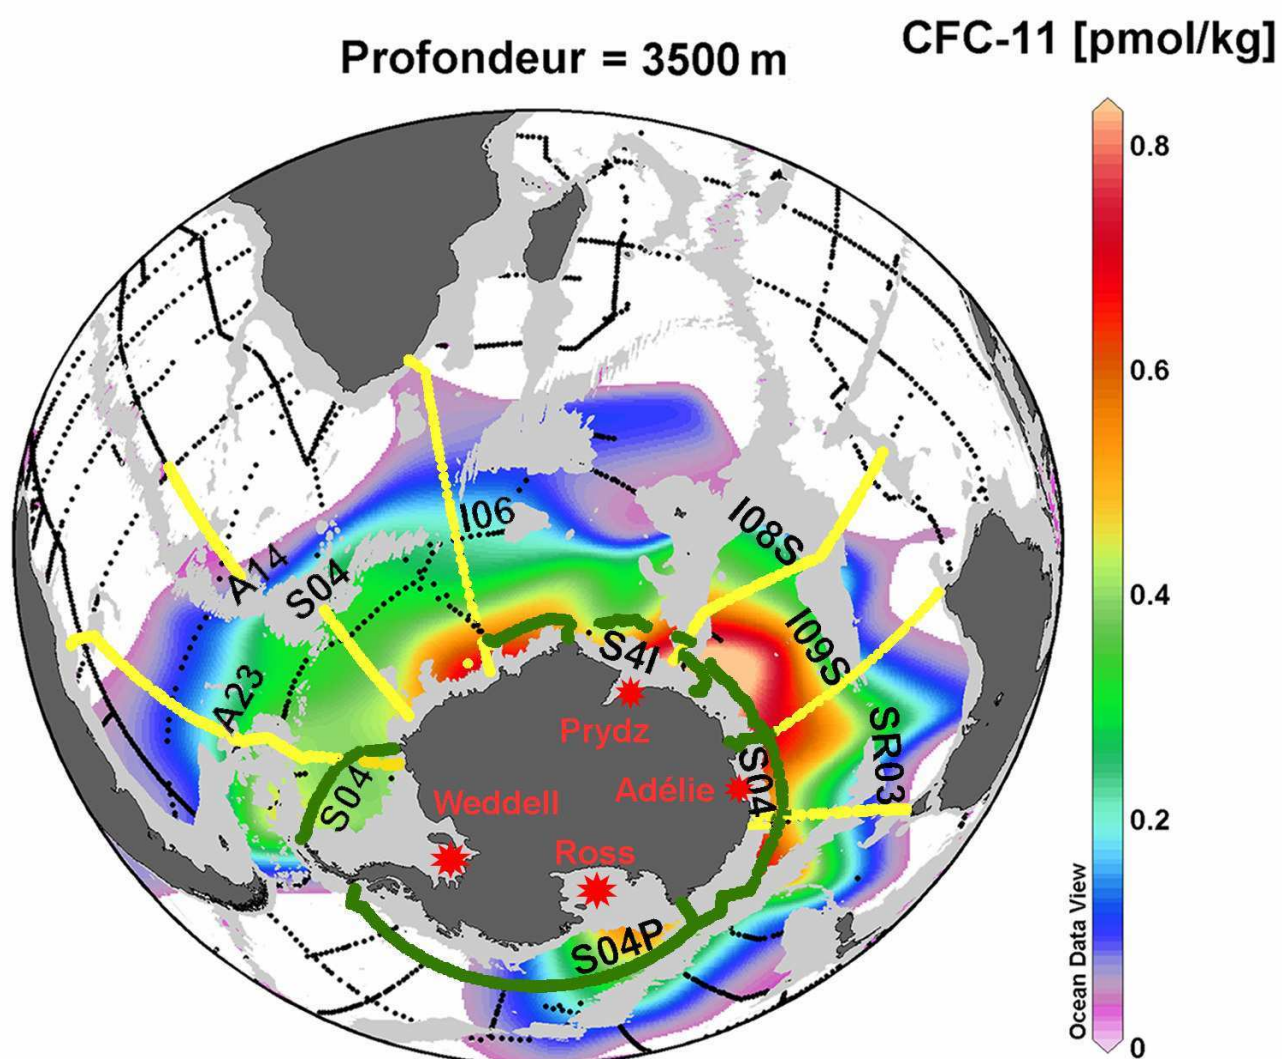 Profondeur = 3500 m
CFC-11 [pmol/kg]
0.8
0.6
0.4
0.2
0
I06
I08S
A14
S04
I09S
S4I
A23
Prydz
SR03
S04
S04
Adélie
Weddell
Ross
S04P
Ocean Data View